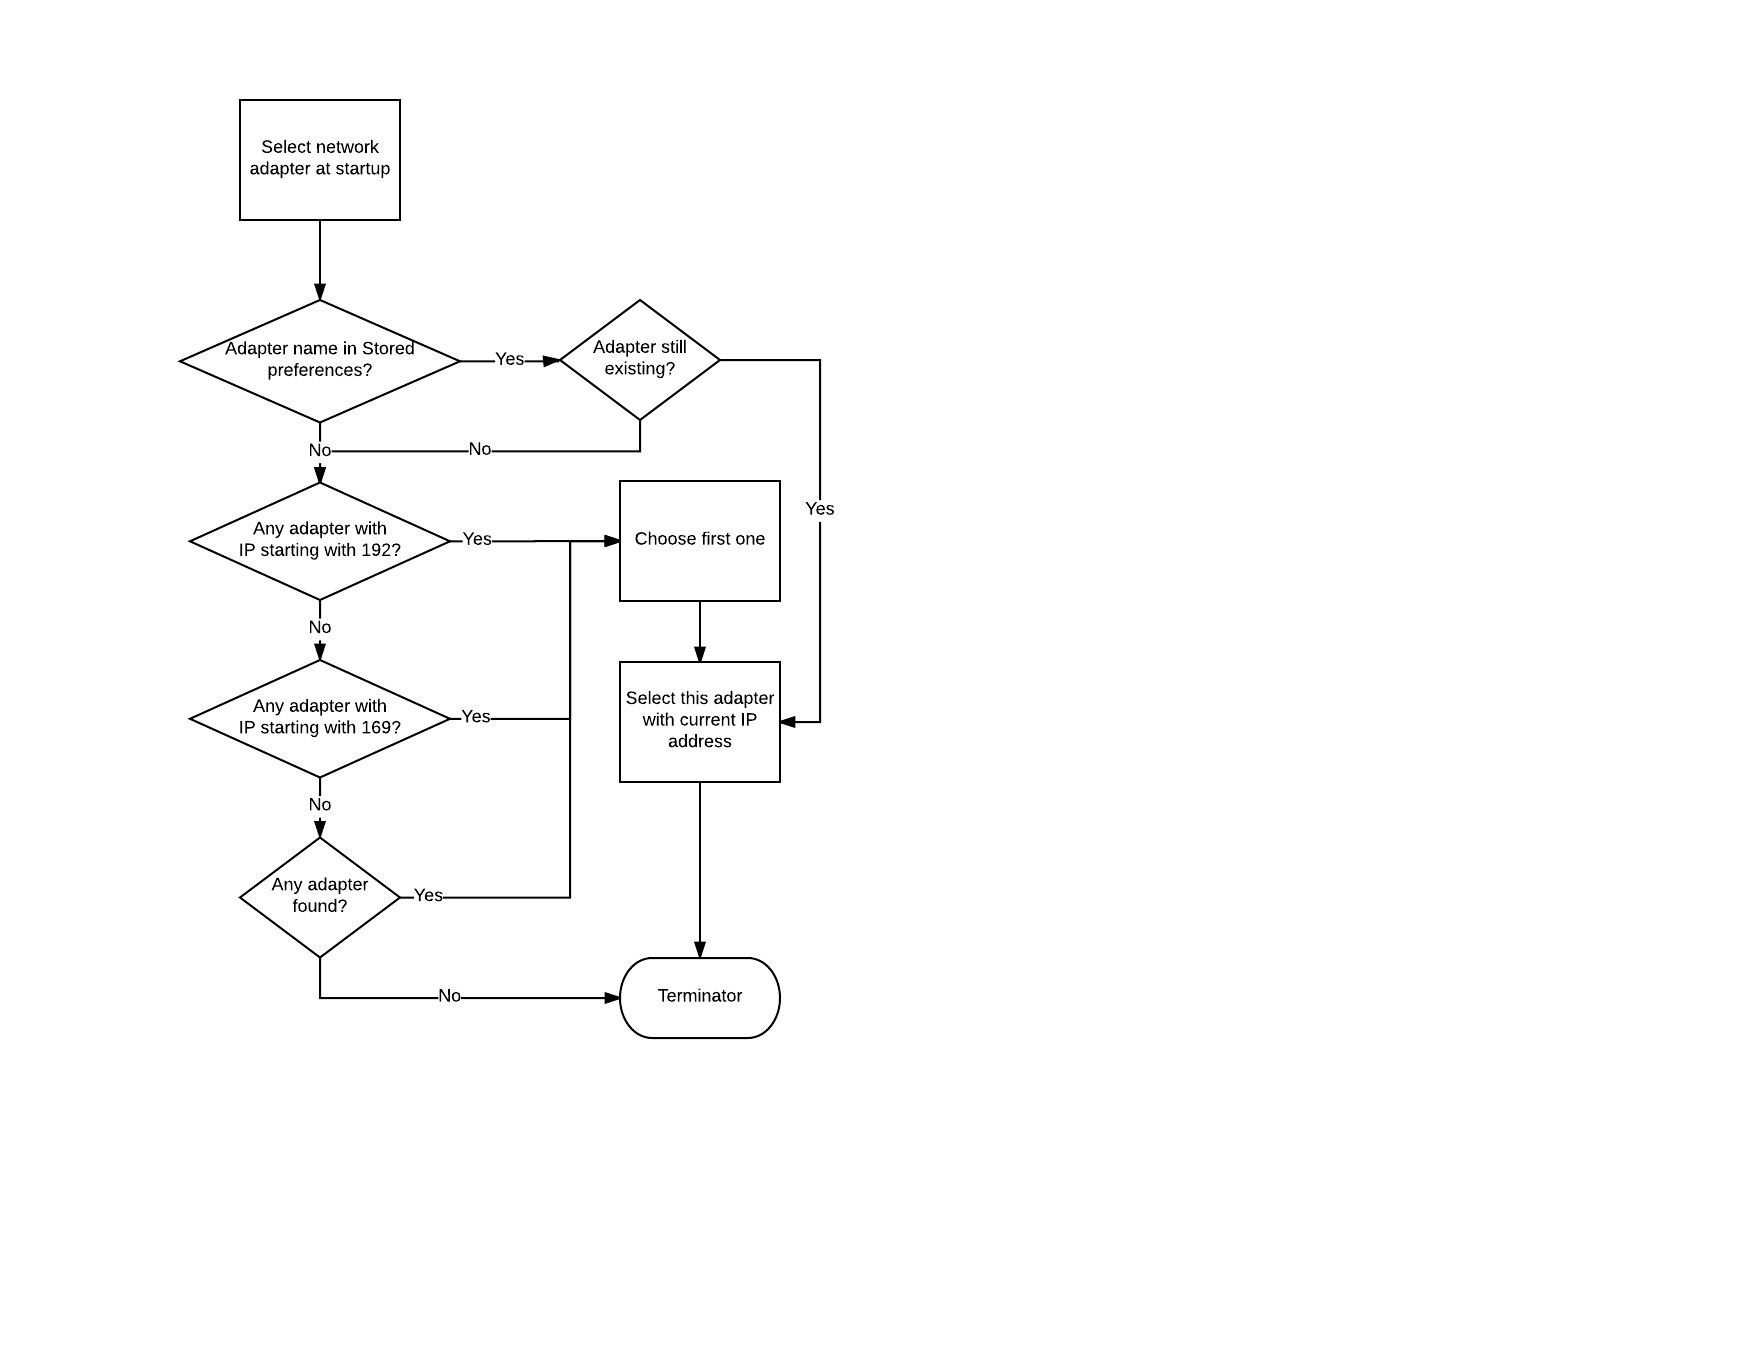 Select network
adapter at startup
Adapter name in Stored
preferences?
Yes
Adapter still
existing?
No
No
Yes
Any adapter with
IP starting with 192?
Yes
Choose first one
No
Any adapter with
IP starting with 169?
Yes
Select this adapter
with current IP
address
No
Any adapter
found?
Yes
No
Terminator